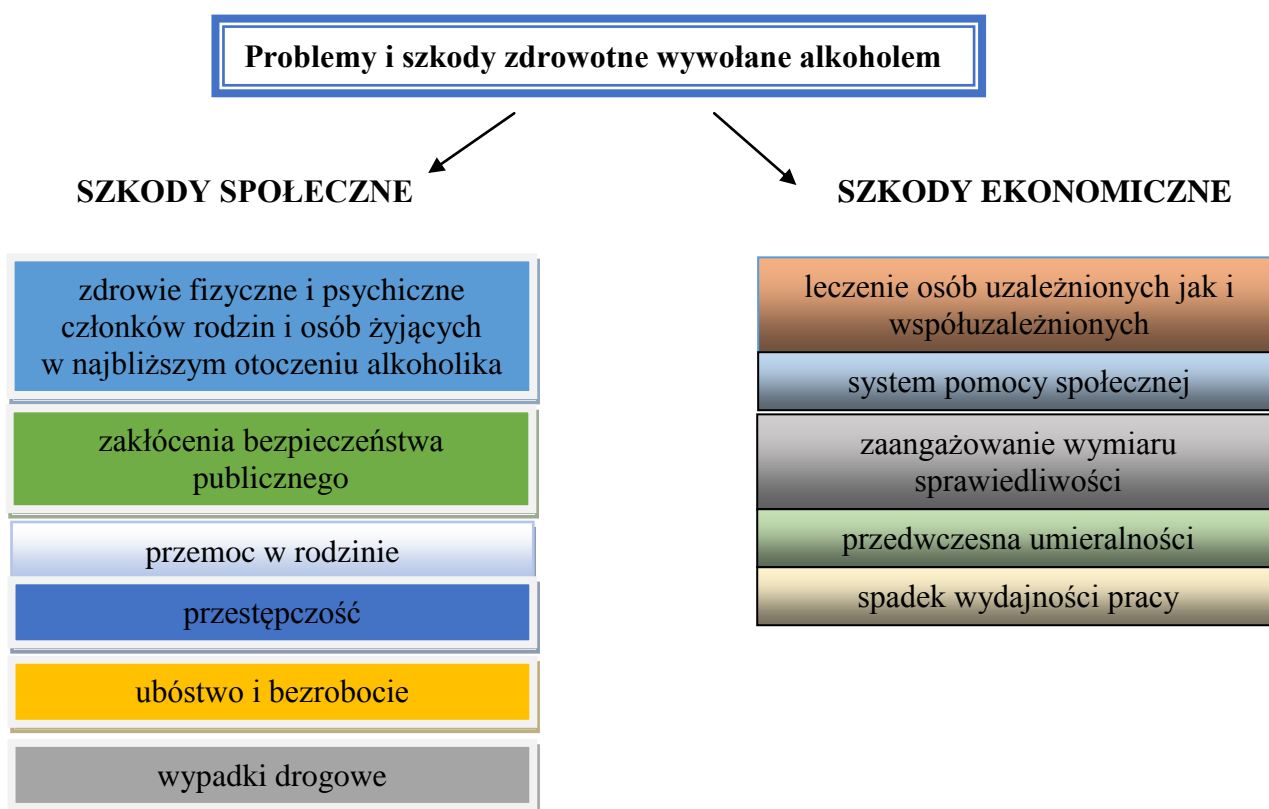 Problemy i szkody zdrowotne wywołane alkoholem
SZKODY SPOŁECZNE
zdrowie fizyczne i psychiczne
członków rodzin i osób żyjących
w najbliższym otoczeniu alkoholika
zakłócenia bezpieczeństwa
publicznego
przemoc w rodzinie
przestępczość
ubóstwo i bezrobocie
wypadki drogowe
SZKODY EKONOMICZNE
leczenie osób uzależnionych jak i
współuzależnionych
system pomocy społecznej
zaangażowanie wymiaru
sprawiedliwości
przedwczesna umieralności
spadek wydajności pracy